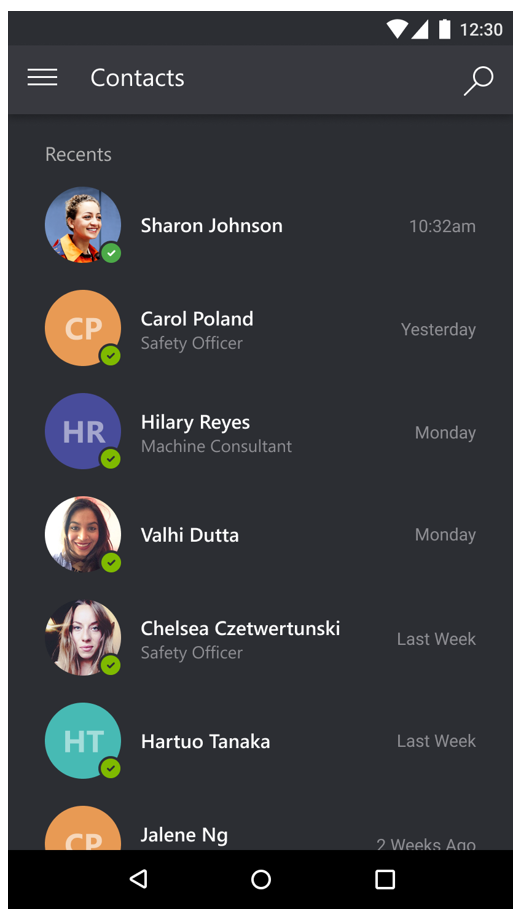 12:30
Contacts
Recents
Sharon Johnson
10:32am
CP
Carol Poland
Safety Officer
Yesterday
HR
Hilary Reyes
Machine Consultant
Monday
Valhi Dutta
Monday
Chelsea Czetwertunski
Safety Officer
Last Week
HT
Hartuo Tanaka
Last Week
CP
Jalene Ng
2 Weeks Ago